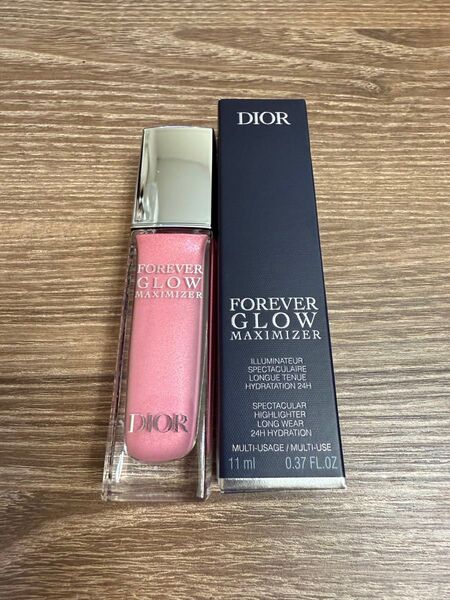 FOREVER
GLOW
MAXIMIZER
DIOR
DIOR
FOREVER
GLOW
MAXIMIZER
ILLUMINATEUR
SPECTACULAIRE
LONGUE TENUE
HYDRATATION 24H
SPECTACULAR
HIGHLIGHTER
LONG WEAR
24H HYDRATION
MULTI-USAGE / MULTI-USE
11 ml 0.37 FL.OZ